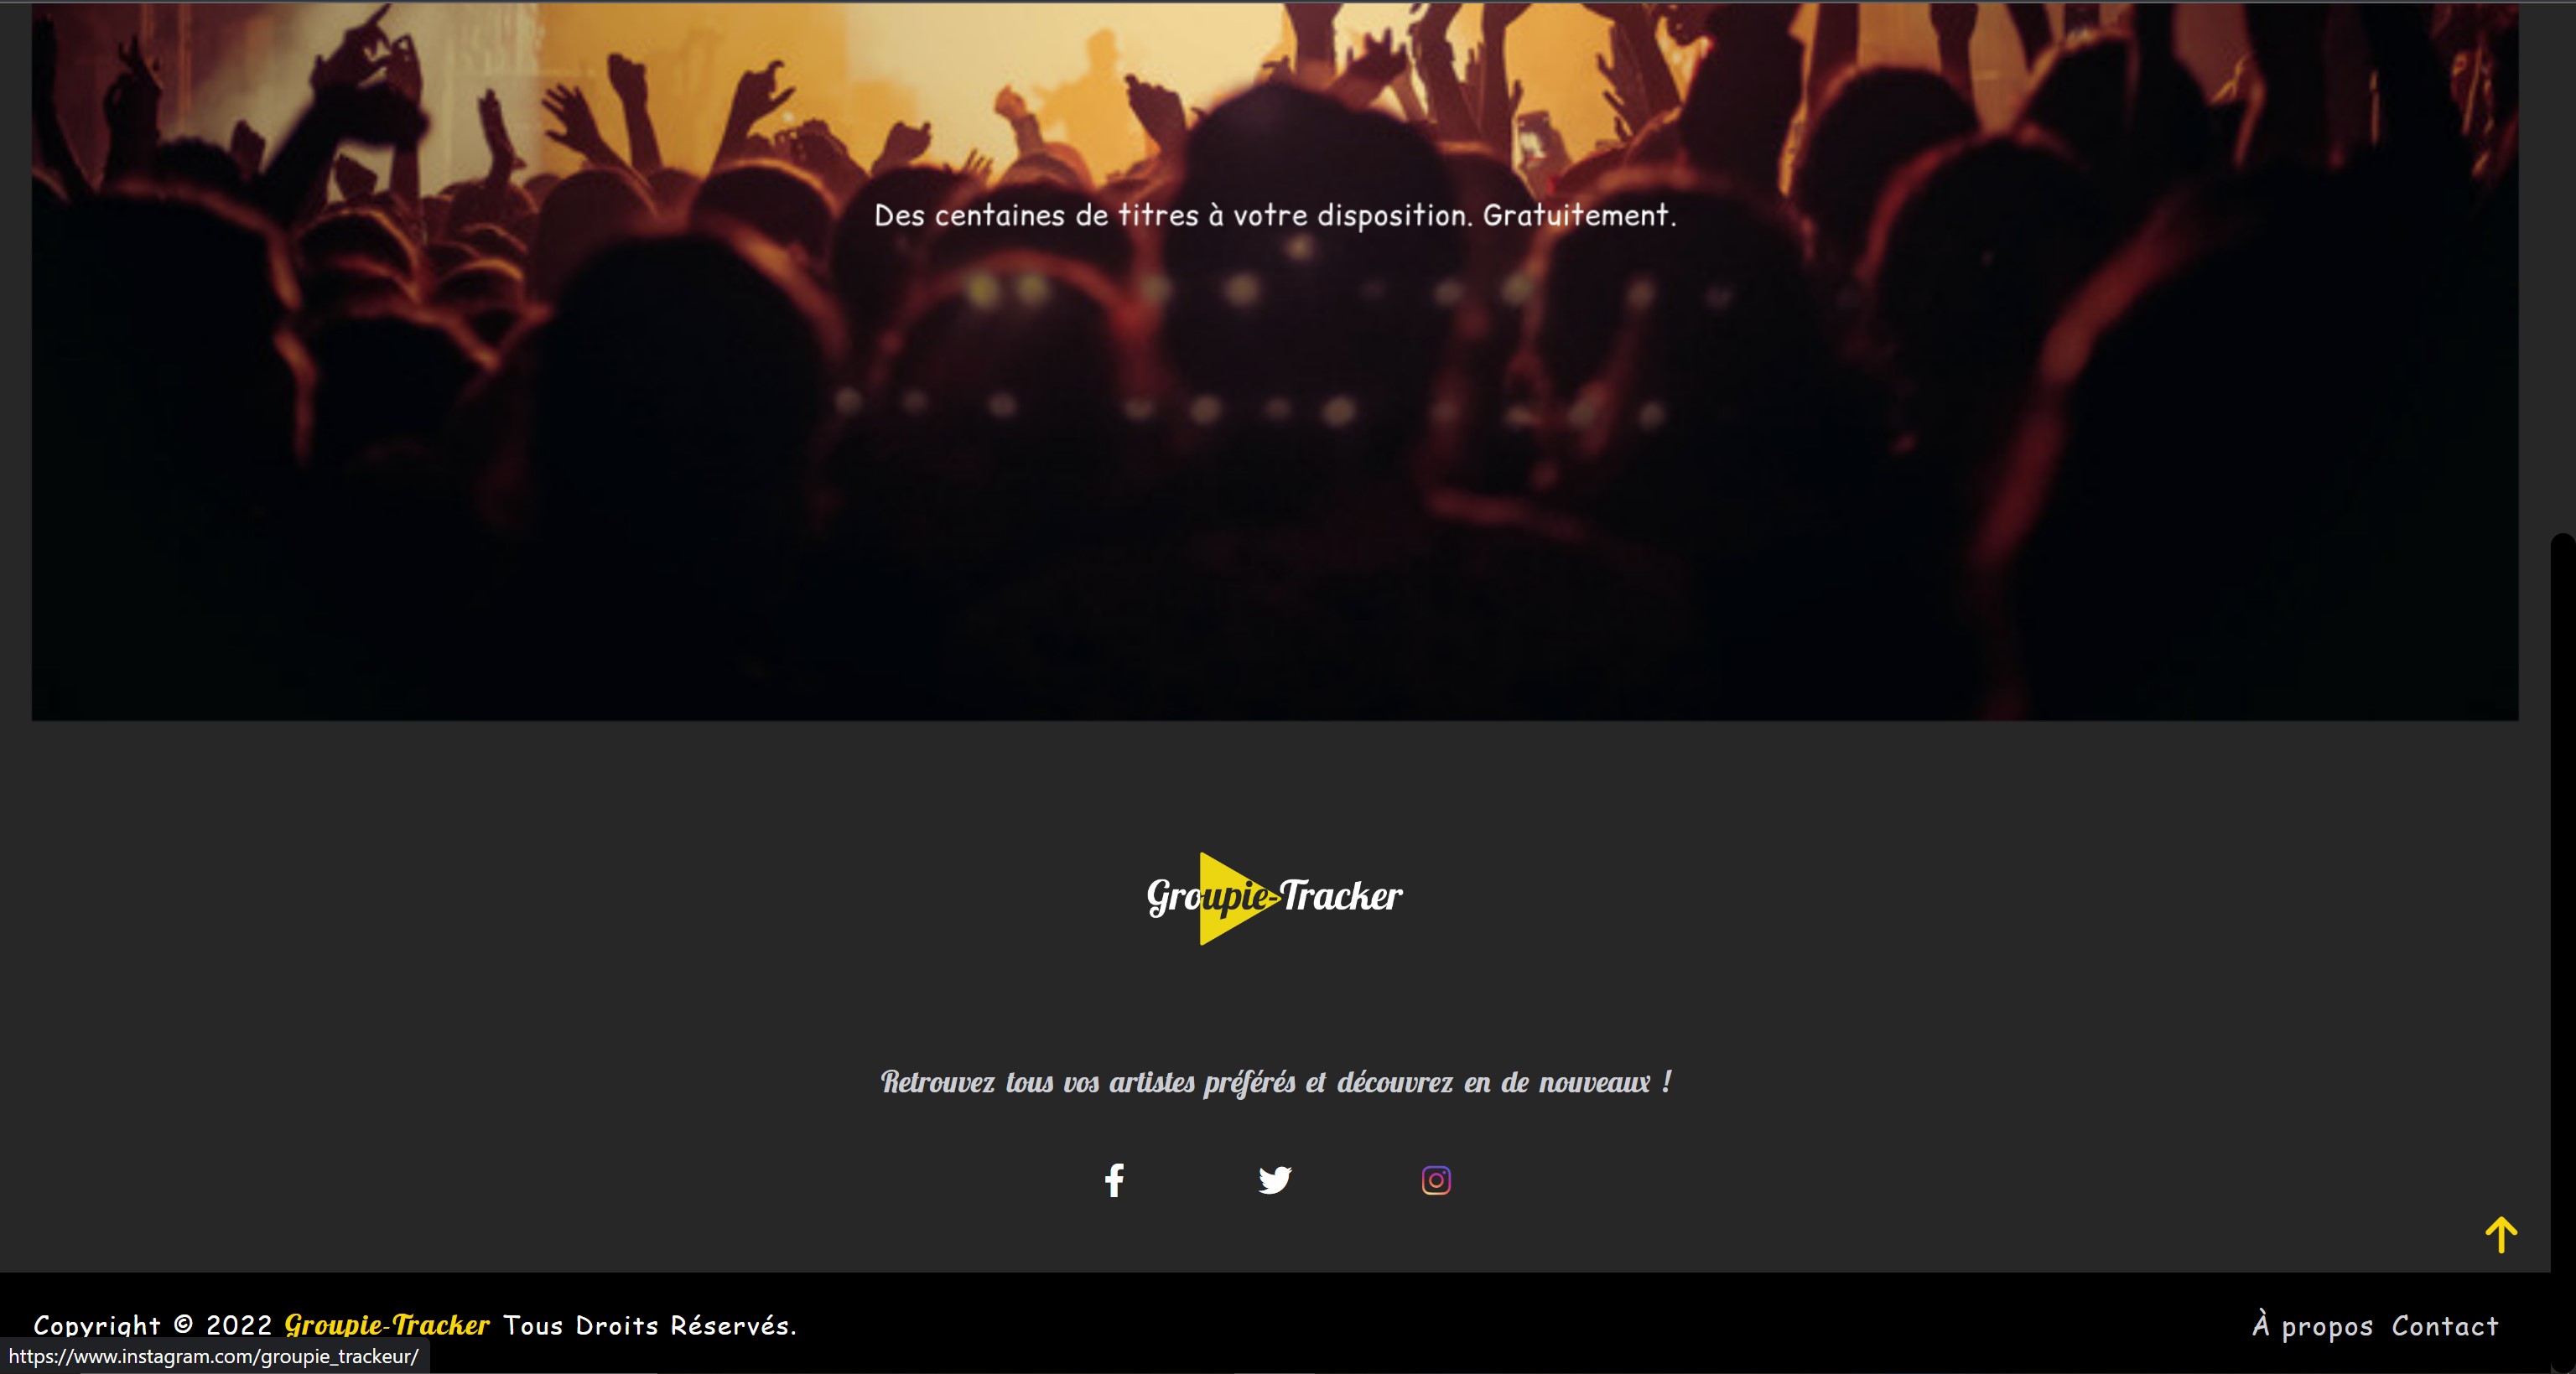 Des centaines de titres à votre disposition. Gratuitement.
Groupie-Tracker
Retrouvez tous vos artistes préférés et découvrez en de nouveaux !
Copyright © 2022 Groupie-Tracker Tous Droits Réservés.
À propos Contact
https://www.instagram.com/groupie_trackeur/